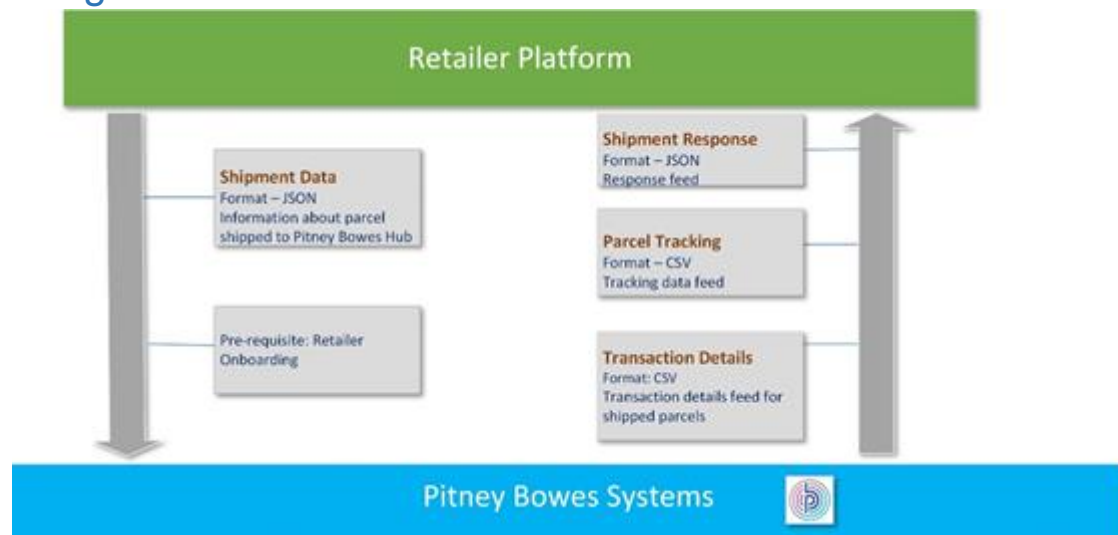 Retailer Platform
Shipment Data
Format – JSON
Information about parcel
shipped to Pitney Bowes Hub
Pre-requisite: Retailer
Onboarding
Shipment Response
Format – JSON
Response feed
Parcel Tracking
Format – CSV
Tracking data feed
Transaction Details
Format: CSV
Transaction details feed for
shipped parcels
Pitney Bowes Systems